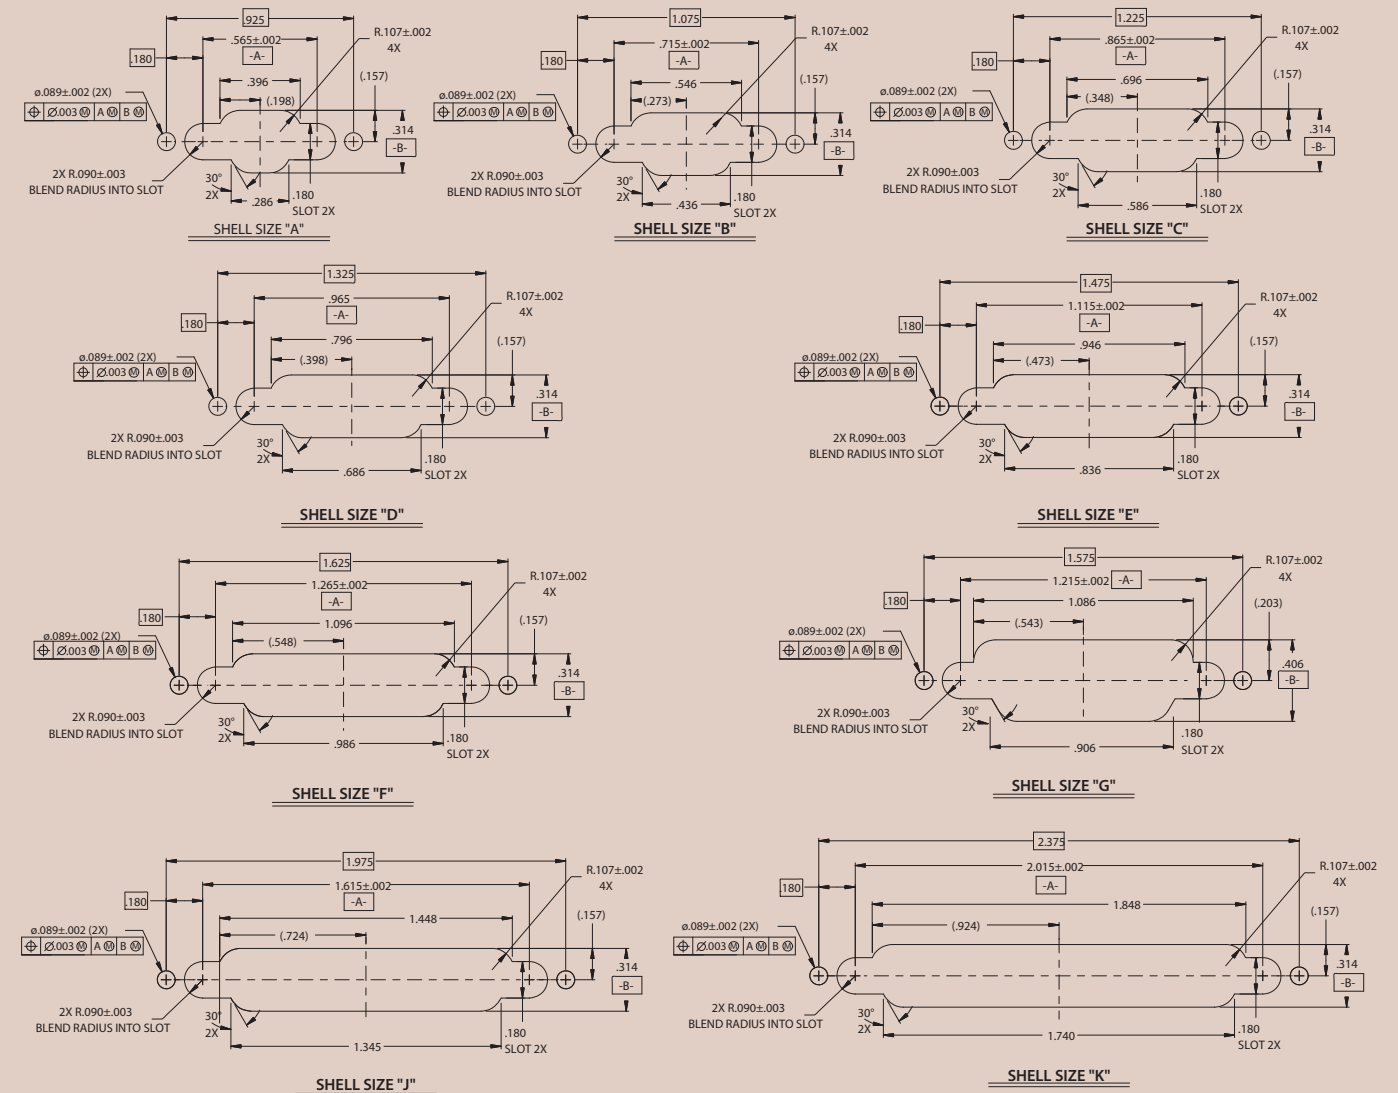 .925
.565±.002
-A-
R.107±.002
4X
.180
.396
(.157)
(.198)
ø.089±.002 (2X)
⌖ Ø.003 Ⓜ A Ⓜ B Ⓜ
.314
-B-
2X R.090±.003
BLEND RADIUS INTO SLOT
30°
2X
.286
.180
SLOT 2X
SHELL SIZE "A"
1.075
.715±.002
-A-
R.107±.002
4X
.180
.546
(.157)
(.273)
ø.089±.002 (2X)
⌖ Ø.003 Ⓜ A Ⓜ B Ⓜ
.314
-B-
2X R.090±.003
BLEND RADIUS INTO SLOT
30°
2X
.436
.180
SLOT 2X
SHELL SIZE "B"
1.225
.865±.002
-A-
R.107±.002
4X
.180
.696
(.157)
(.348)
ø.089±.002 (2X)
⌖ Ø.003 Ⓜ A Ⓜ B Ⓜ
.314
-B-
2X R.090±.003
BLEND RADIUS INTO SLOT
30°
2X
.586
.180
SLOT 2X
SHELL SIZE "C"
1.325
.965
-A-
R.107±.002
4X
.180
.796
(.157)
(.398)
ø.089±.002 (2X)
⌖ Ø.003 Ⓜ A Ⓜ B Ⓜ
.314
-B-
2X R.090±.003
BLEND RADIUS INTO SLOT
30°
2X
.686
.180
SLOT 2X
SHELL SIZE "D"
1.475
1.115±.002
-A-
R.107±.002
4X
.180
.946
(.157)
(.473)
ø.089±.002 (2X)
⌖ Ø.003 Ⓜ A Ⓜ B Ⓜ
.314
-B-
2X R.090±.003
BLEND RADIUS INTO SLOT
30°
2X
.836
.180
SLOT 2X
SHELL SIZE "E"
1.625
1.265±.002
-A-
R.107±.002
4X
.180
1.096
(.157)
(.548)
ø.089±.002 (2X)
⌖ Ø.003 Ⓜ A Ⓜ B Ⓜ
.314
-B-
2X R.090±.003
BLEND RADIUS INTO SLOT
30°
2X
.986
.180
SLOT 2X
SHELL SIZE "F"
1.575
1.215±.002 -A-
R.107±.002
4X
.180
1.086
(.203)
(.543)
ø.089±.002 (2X)
⌖ Ø.003 Ⓜ A Ⓜ B Ⓜ
.406
-B-
2X R.090±.003
BLEND RADIUS INTO SLOT
30°
2X
.906
.180
SLOT 2X
SHELL SIZE "G"
1.975
1.615±.002
-A-
R.107±.002
4X
.180
1.448
(.157)
(.724)
ø.089±.002 (2X)
⌖ Ø.003 Ⓜ A Ⓜ B Ⓜ
.314
-B-
2X R.090±.003
BLEND RADIUS INTO SLOT
30°
2X
1.345
.180
SLOT 2X
SHELL SIZE "J"
2.375
2.015±.002
-A-
R.107±.002
4X
.180
1.848
(.157)
(.924)
ø.089±.002 (2X)
⌖ Ø.003 Ⓜ A Ⓜ B Ⓜ
.314
-B-
2X R.090±.003
BLEND RADIUS INTO SLOT
30°
2X
1.740
.180
SLOT 2X
SHELL SIZE "K"